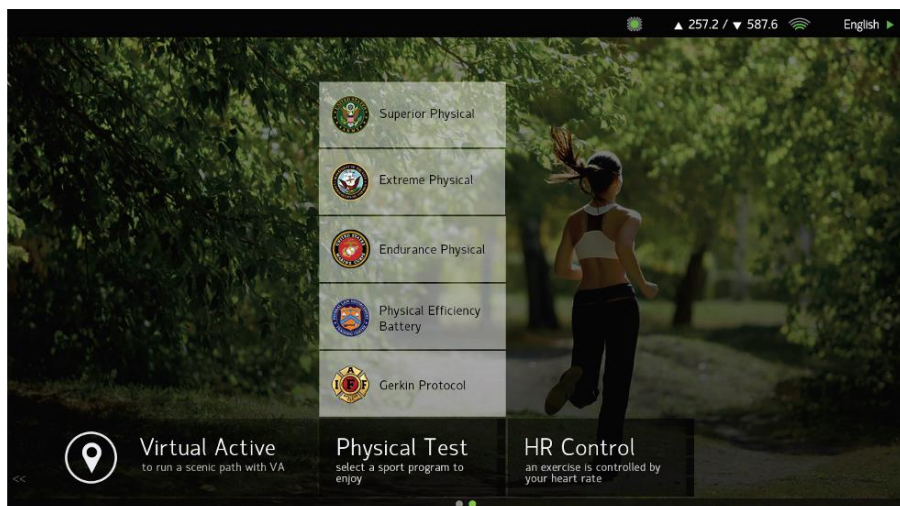 ▲ 257.2 / ▼ 587.6
English ▶
Superior Physical
Extreme Physical
Endurance Physical
Physical Efficiency
Battery
I A F F
Gerkin Protocol
Virtual Active
to run a scenic path with VA
Physical Test
select a sport program to
enjoy
HR Control
an exercise is controlled by
your heart rate
<<